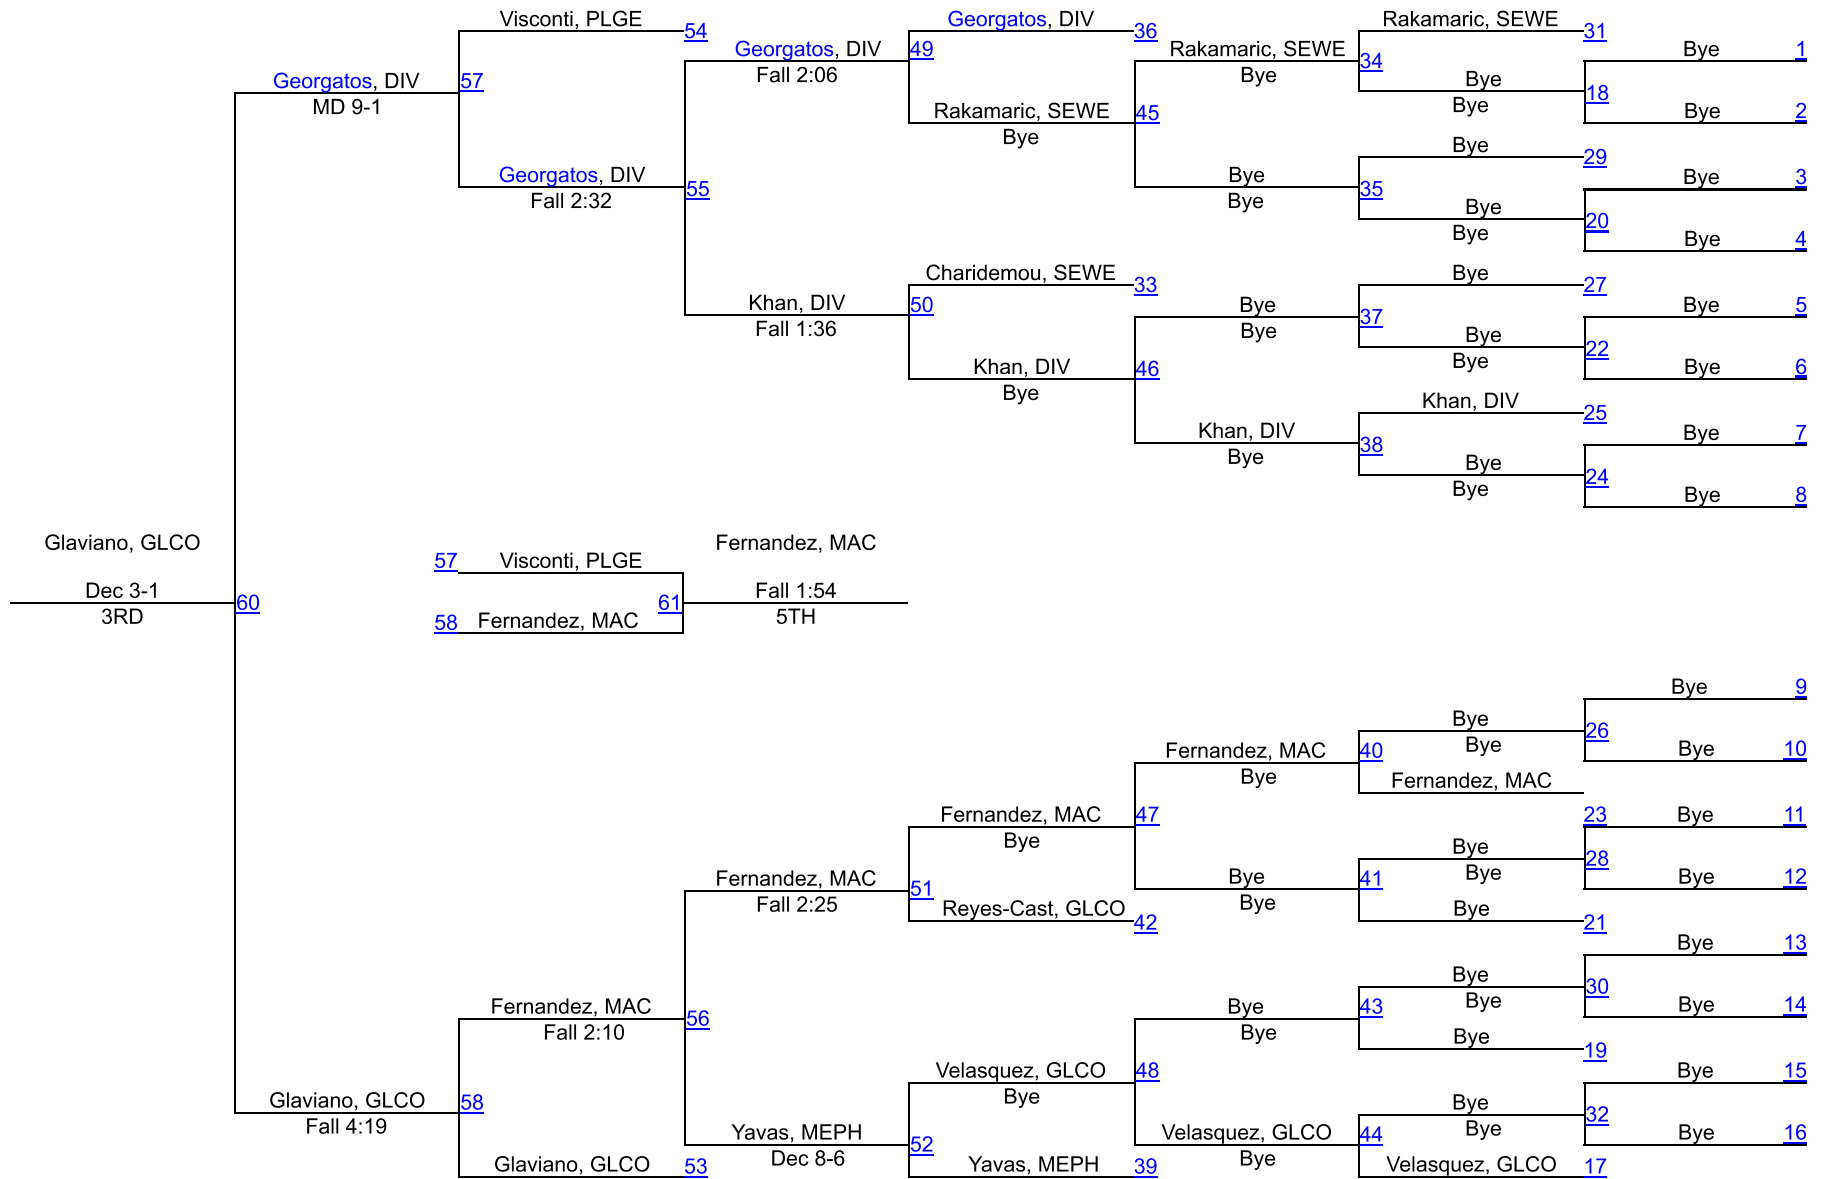 Visconti, PLGE
54
Georgatos, DIV
36
Rakamaric, SEWE
31
Georgatos, DIV
49
Rakamaric, SEWE
34
Bye
1
Fall 2:06
Bye
Georgatos, DIV
57
Bye
18
MD 9-1
Bye
Rakamaric, SEWE
45
Bye
2
Bye
Bye
29
Georgatos, DIV
55
Bye
35
Bye
3
Fall 2:32
Bye
Bye
20
Bye
Bye
4
Charidemou, SEWE
33
Bye
27
Khan, DIV
50
Bye
37
Bye
5
Fall 1:36
Bye
Bye
22
Bye
Khan, DIV
46
Bye
6
Bye
Khan, DIV
25
Khan, DIV
38
Bye
7
Bye
Bye
24
Bye
Bye
8
Glaviano, GLCO
Fernandez, MAC
57
Visconti, PLGE
Dec 3-1
60
61
Fall 1:54
3RD
58
Fernandez, MAC
5TH
Bye
9
Bye
26
Bye
Fernandez, MAC
40
Bye
10
Bye
Fernandez, MAC
Fernandez, MAC
47
23
Bye
11
Bye
Bye
28
Bye
Fernandez, MAC
51
Bye
41
Bye
12
Fall 2:25
Bye
Reyes-Cast, GLCO
42
Bye
21
Bye
13
Bye
30
Bye
Fernandez, MAC
56
Bye
43
Bye
14
Fall 2:10
Bye
Bye
19
Velasquez, GLCO
48
Bye
15
Bye
Glaviano, GLCO
58
Bye
32
Fall 4:19
Bye
Yavas, MEPH
52
Velasquez, GLCO
44
Bye
16
Dec 8-6
Bye
Glaviano, GLCO
53
Yavas, MEPH
39
Velasquez, GLCO
17